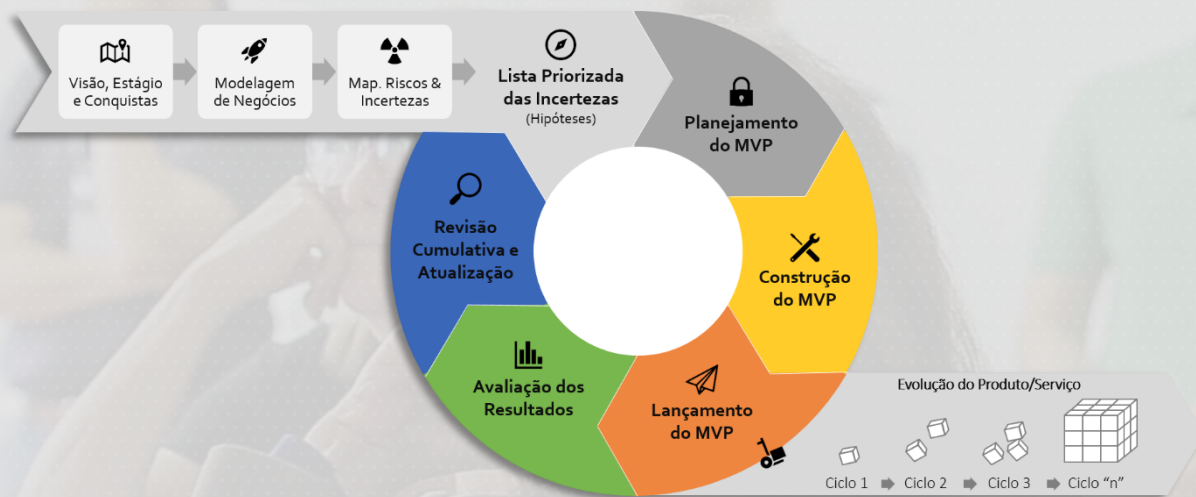 Visão, Estágio
e Conquistas
Modelagem
de Negócios
Map. Riscos &
Incertezas
Lista Priorizada
das Incertezas
(Hipóteses)
Planejamento
do MVP
Construção
do MVP
Lançamento
do MVP
Avaliação dos
Resultados
Revisão
Cumulativa e
Atualização
Evolução do Produto/Serviço
Ciclo 1
Ciclo 2
Ciclo 3
Ciclo “n”